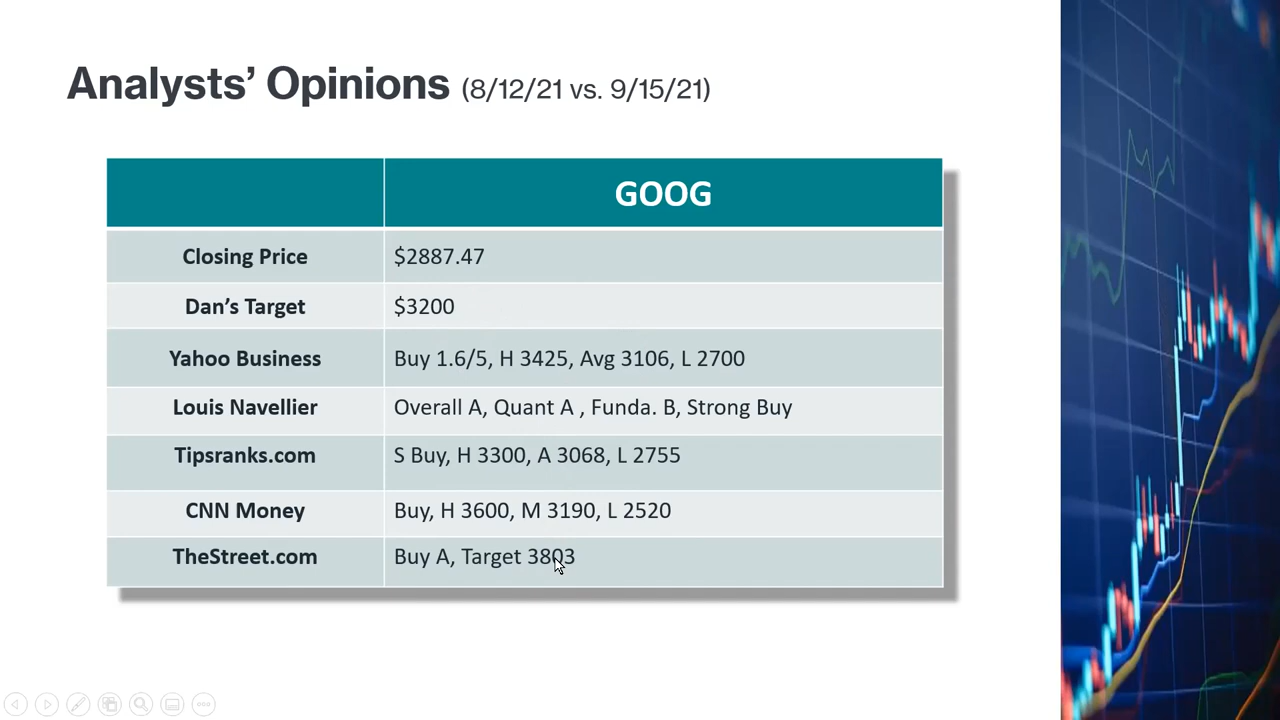 Analysts’ Opinions (8/12/21 vs. 9/15/21)
GOOG
Closing Price $2887.47
Dan’s Target $3200
Yahoo Business Buy 1.6/5, H 3425, Avg 3106, L 2700
Louis Navellier Overall A, Quant A , Funda. B, Strong Buy
Tipsranks.com S Buy, H 3300, A 3068, L 2755
CNN Money Buy, H 3600, M 3190, L 2520
TheStreet.com Buy A, Target 3803